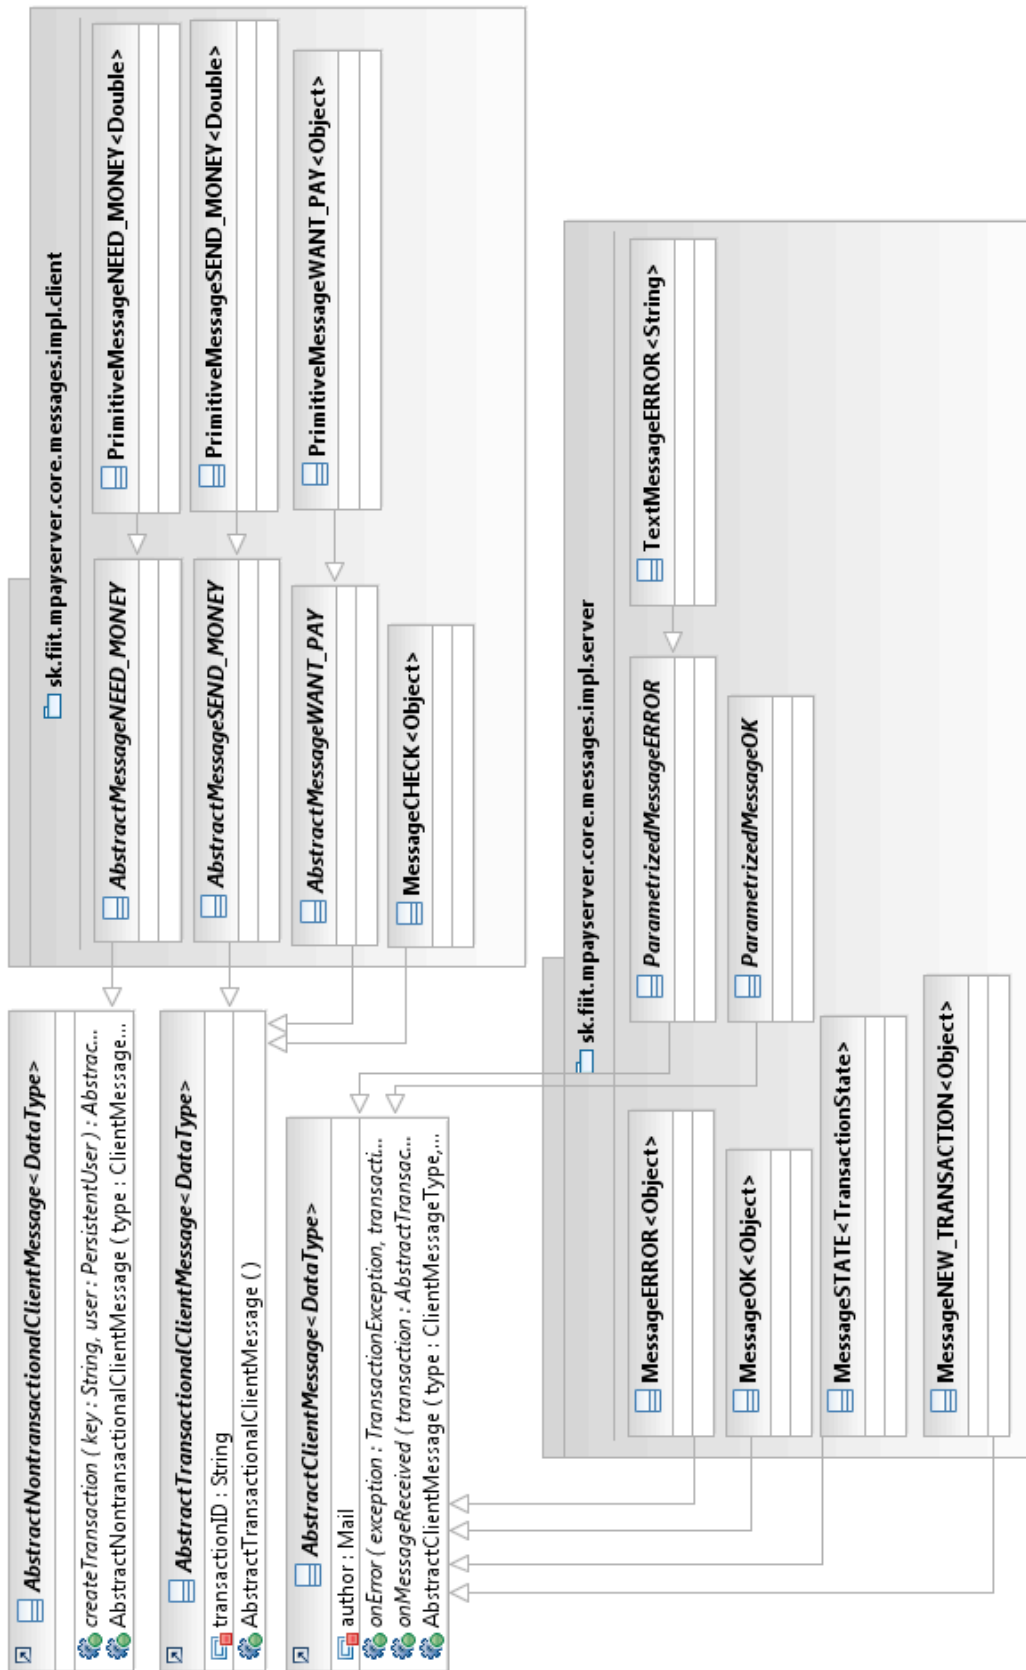 AbstractNontransactionalClientMessage<DataType>
createTransaction ( key : String, user : PersistentUser ) : Abstrac...
AbstractNontransactionalClientMessage ( type : ClientMessage...
AbstractTransactionalClientMessage<DataType>
transactionID : String
AbstractTransactionalClientMessage ( )
AbstractClientMessage<DataType>
author : Mail
onError ( exception : TransactionException, transacti...
onMessageReceived ( transaction : AbstractTransac...
AbstractClientMessage ( type : ClientMessageType,...
sk.fiit.mpayserver.core.messages.impl.client
AbstractMessageNEED_MONEY
PrimitiveMessageNEED_MONEY<Double>
AbstractMessageSEND_MONEY
PrimitiveMessageSEND_MONEY<Double>
AbstractMessageWANT_PAY
PrimitiveMessageWANT_PAY<Object>
MessageCHECK<Object>
sk.fiit.mpayserver.core.messages.impl.server
MessageERROR<Object>
ParametrizedMessageERROR
TextMessageERROR<String>
MessageOK<Object>
ParametrizedMessageOK
MessageSTATE<TransactionState>
MessageNEW_TRANSACTION<Object>